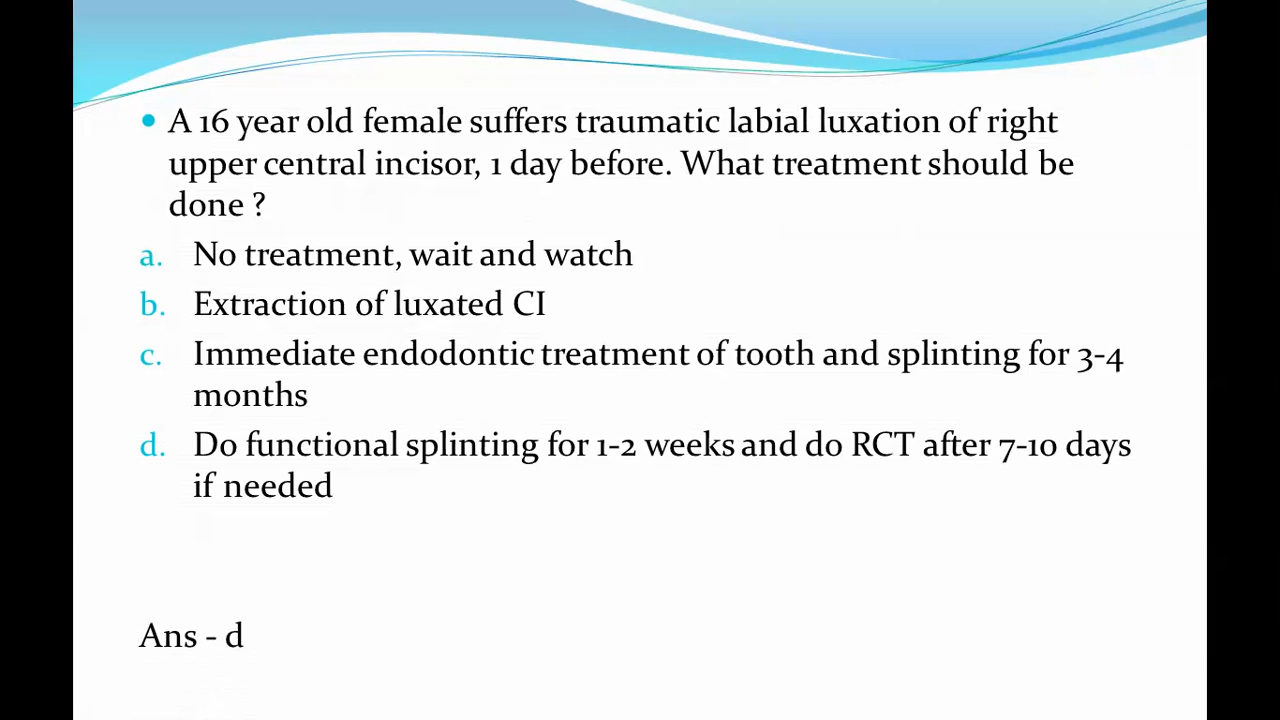 • A 16 year old female suffers traumatic labial luxation of right
upper central incisor, 1 day before. What treatment should be
done ?
a. No treatment, wait and watch
b. Extraction of luxated CI
c. Immediate endodontic treatment of tooth and splinting for 3-4
months
d. Do functional splinting for 1-2 weeks and do RCT after 7-10 days
if needed
Ans - d